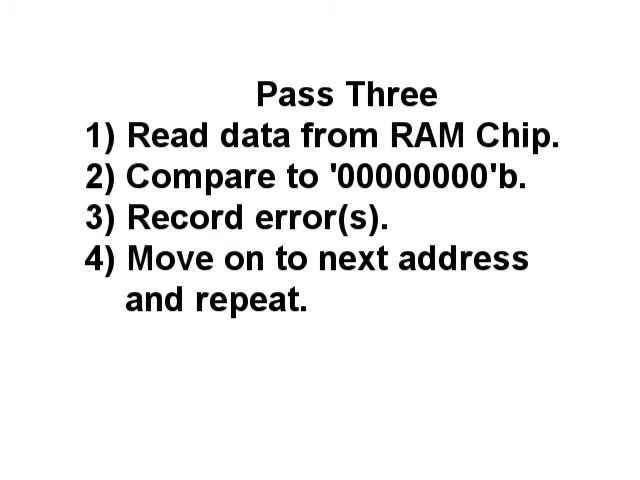 Pass Three
1) Read data from RAM Chip.
2) Compare to '00000000'b.
3) Record error(s).
4) Move on to next address
and repeat.